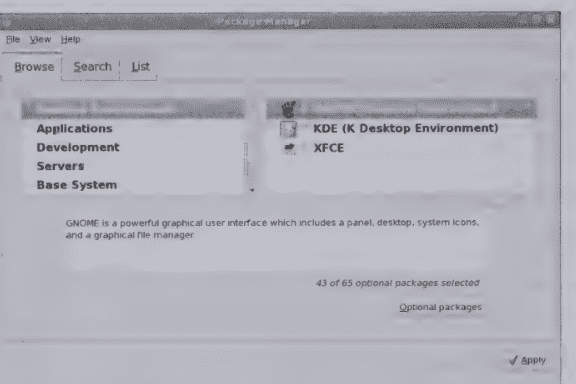 Package Manager
File View Help
Browse Search List
Applications
Development
Servers
Base System
KDE (K Desktop Environment)
XFCE
GNOME is a powerful graphical user interface which includes a panel, desktop, system icons,
and a graphical file manager
43 of 65 optional packages selected
Optional packages
Apply